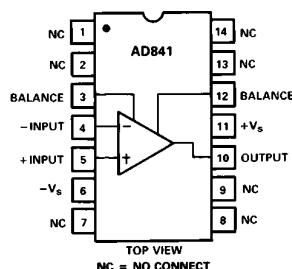 AD841
NC 1
NC 2
BALANCE 3
-INPUT 4
+INPUT 5
-Vs 6
NC 7
14 NC
13 NC
12 BALANCE
11 +Vs
10 OUTPUT
9 NC
8 NC
−
+
TOP VIEW
NC = NO CONNECT